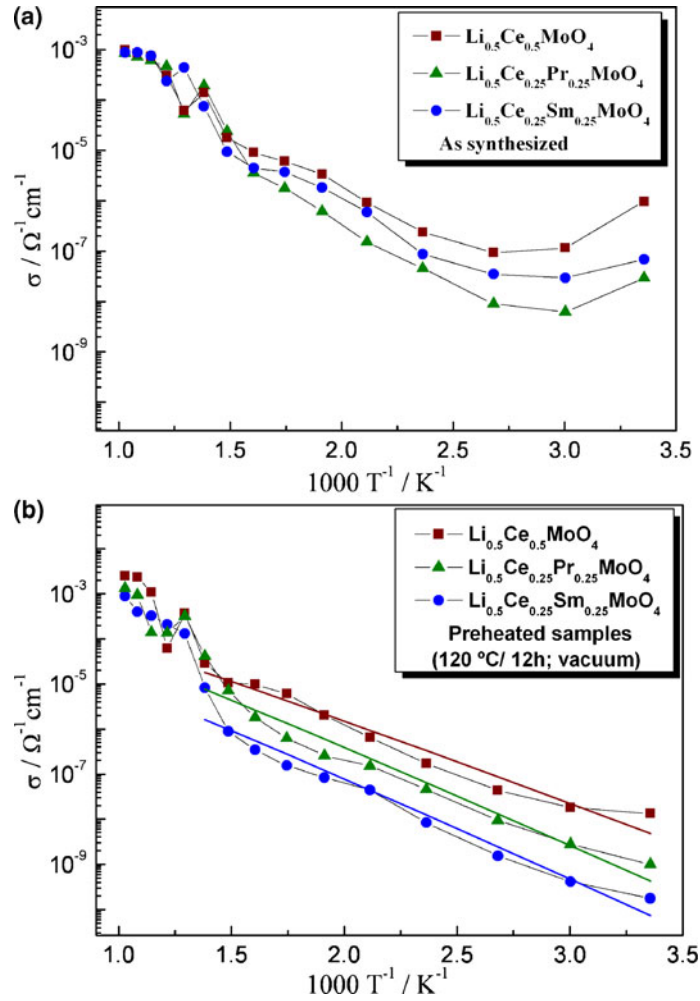 (a)
10⁻³
10⁻⁵
10⁻⁷
10⁻⁹
σ / Ω⁻¹cm⁻¹
Li₀.₅Ce₀.₅MoO₄
Li₀.₅Ce₀.₂₅Pr₀.₂₅MoO₄
Li₀.₅Ce₀.₂₅Sm₀.₂₅MoO₄
As synthesized
1.0 1.5 2.0 2.5 3.0 3.5
1000 T⁻¹ / K⁻¹
(b)
10⁻³
10⁻⁵
10⁻⁷
10⁻⁹
σ / Ω⁻¹cm⁻¹
Li₀.₅Ce₀.₅MoO₄
Li₀.₅Ce₀.₂₅Pr₀.₂₅MoO₄
Li₀.₅Ce₀.₂₅Sm₀.₂₅MoO₄
Preheated samples
(120 ºC/ 12h; vacuum)
1.0 1.5 2.0 2.5 3.0 3.5
1000 T⁻¹ / K⁻¹